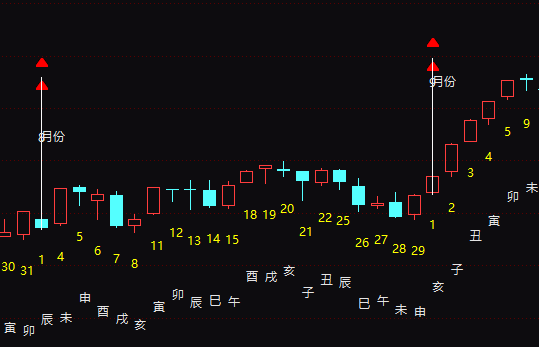 9月份
8月份
30 31 1 4 5 6 7 8 11 12 13 14 15 18 19 20 21 22 25 26 27 28 29 1 2 3 4 5 9
寅 卯 辰 未 申 酉 戌 亥 寅 卯 辰 巳 午 酉 戌 亥 子 丑 辰 巳 午 未 申 亥 子 丑 寅 卯 未